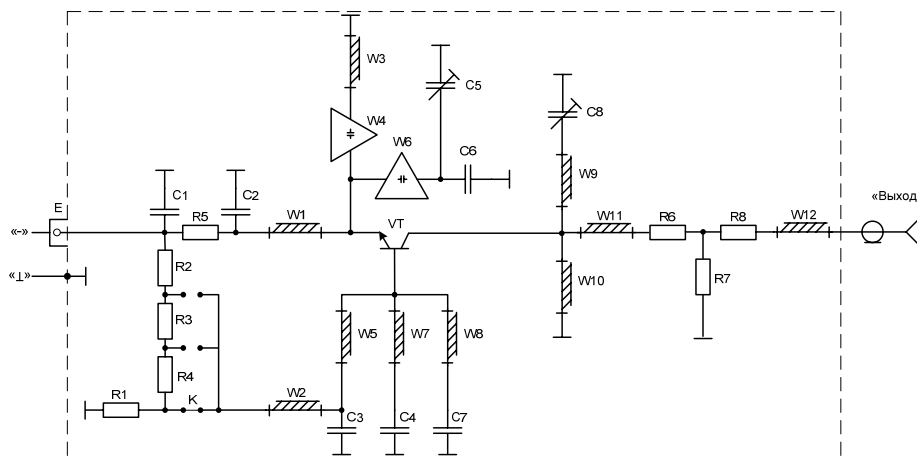 W3
C5
W4
C8
W6
C6
E
C1
C2
W9
«Выход
«-»
R5
W1
VT
W11
R6
R8
W12
«⊥»
R2
W10
R7
R3
W5
W7
W8
R4
R1
K
W2
C3
C4
C7